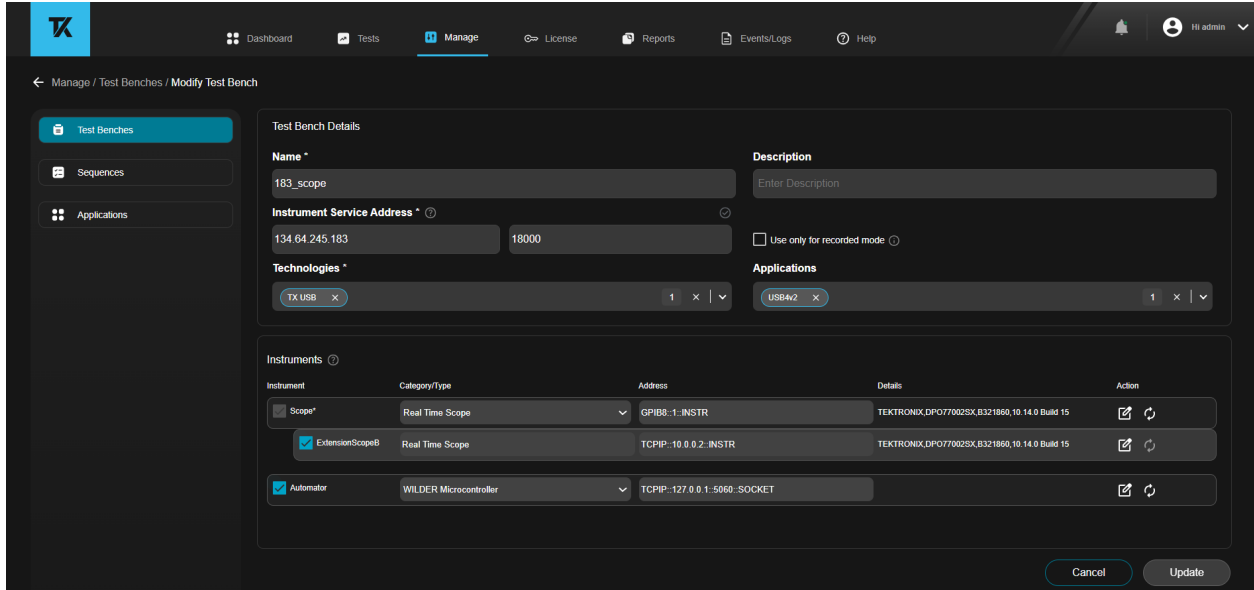 TK
Dashboard Tests Manage License Reports Events/Logs Help Hi admin
Manage / Test Benches / Modify Test Bench
Test Benches
Sequences
Applications
Test Bench Details
Name * Description
183_scope Enter Description
Instrument Service Address *
134.64.245.183 18000 Use only for recorded mode
Technologies * Applications
TX USB 1 USB4v2 1
Instruments
Instrument Category/Type Address Details Action
Scope* Real Time Scope GPIB8::1::INSTR TEKTRONIX,DPO77002SX,B321860,10.14.0 Build 15
ExtensionScopeB Real Time Scope TCPIP::10.0.0.2::INSTR TEKTRONIX,DPO77002SX,B321860,10.14.0 Build 15
Automator WILDER Microcontroller TCPIP::127.0.0.1::5060::SOCKET
Cancel Update